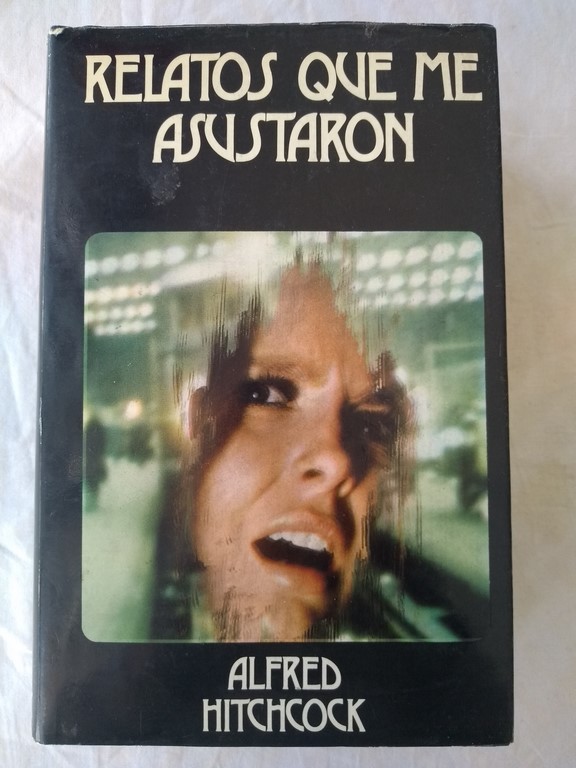 RELATOS QUE ME
ASUSTARON
ALFRED
HITCHCOCK